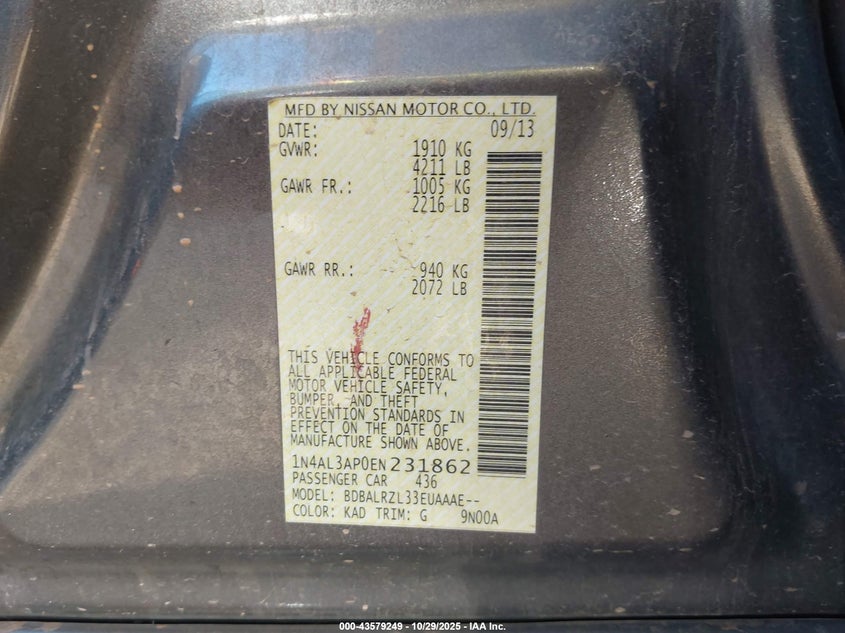 MFD BY NISSAN MOTOR CO., LTD.
DATE: 09/13
GVWR: 1910 KG
4211 LB
GAWR FR.: 1005 KG
2216 LB
GAWR RR.: 940 KG
2072 LB
THIS VEHICLE CONFORMS TO
ALL APPLICABLE FEDERAL
MOTOR VEHICLE SAFETY,
BUMPER, AND THEFT
PREVENTION STANDARDS IN
EFFECT ON THE DATE OF
MANUFACTURE SHOWN ABOVE.
1N4AL3AP0EN231862
PASSENGER CAR 436
MODEL: BDBALRZL33EUAAAE--
COLOR: KAD TRIM: G 9N00A
000-43579249 - 10/29/2025 - IAA Inc.